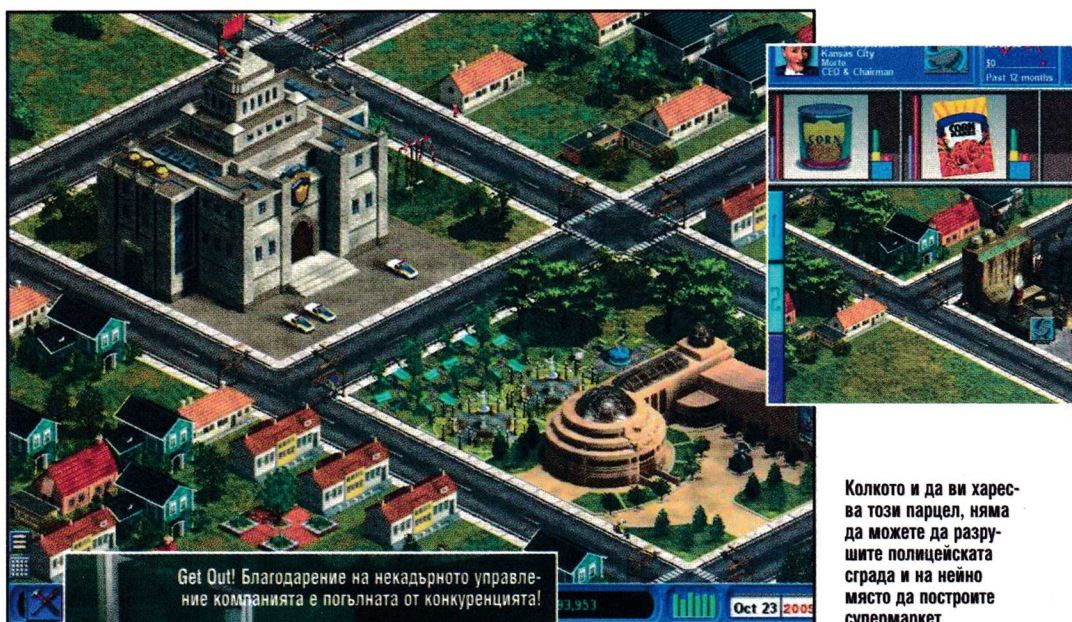 Kansas City
Morte
CEO & Chairman
$0
Past 12 months
CORN
CORN
Колкото и да ви харес-
ва този парцел, няма
да можете да разру-
шите полицейската
сграда и на нейно
място да построите
супермаркет
Get Out! Благодарение на некадърното управле-
ние компанията е погълната от конкуренцията!
93,953
Oct 23 2005